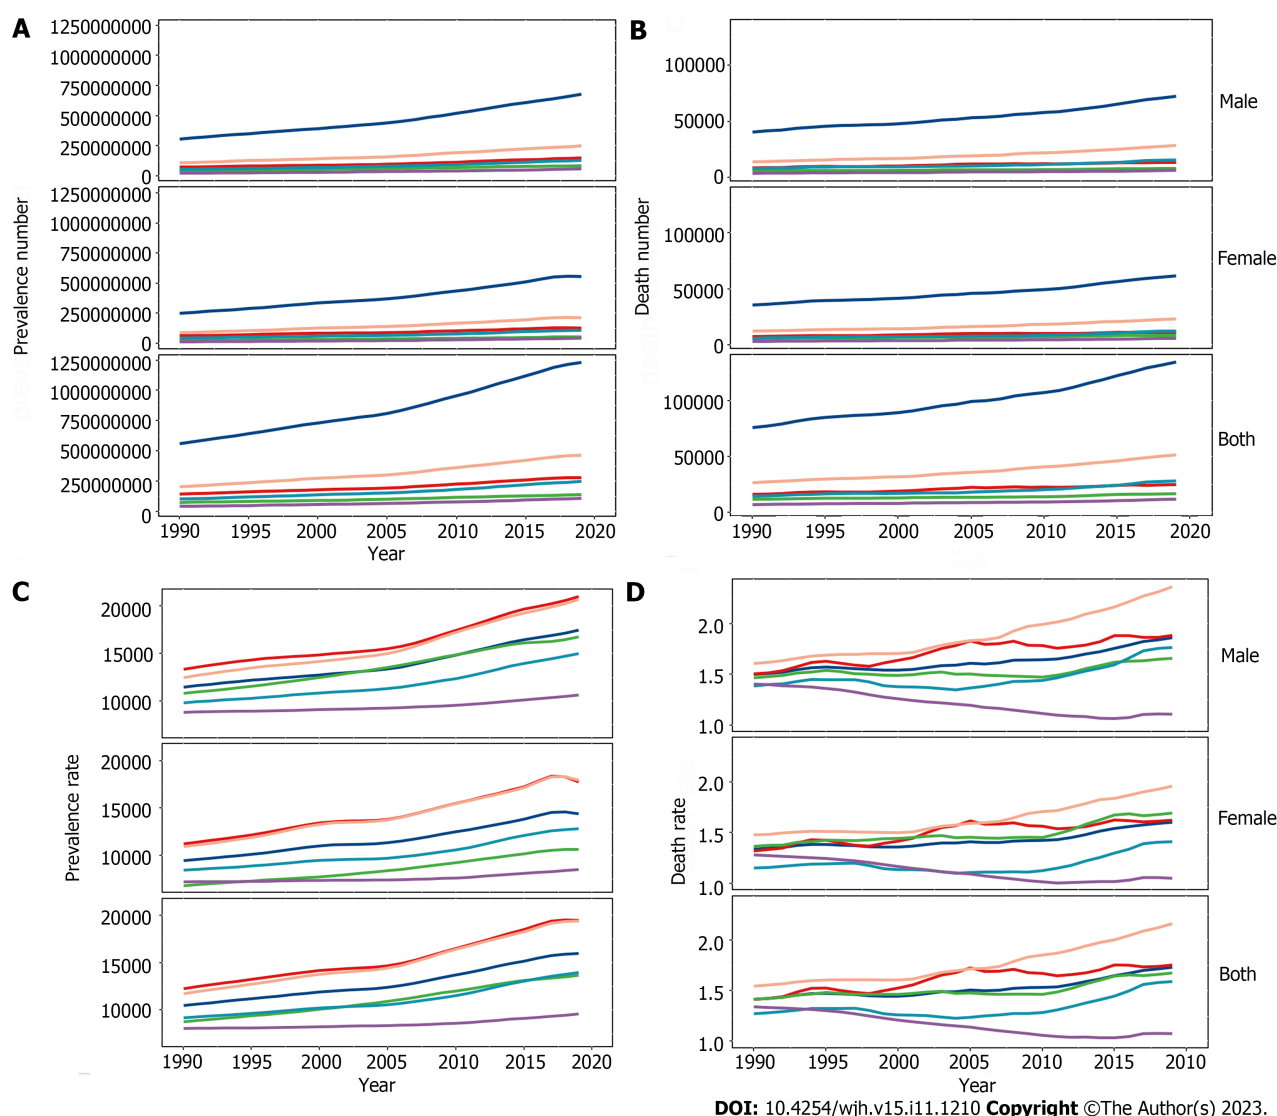 A
1250000000
1000000000
750000000
500000000
250000000
0
1250000000
1000000000
750000000
500000000
250000000
0
1250000000
1000000000
750000000
500000000
250000000
0
Prevalence number
1990 1995 2000 2005 2010 2015 2020
Year
B
100000
50000
0
100000
50000
0
100000
50000
0
Death number
Male
Female
Both
1990 1995 2000 2005 2010 2015 2020
Year
C
20000
15000
10000
20000
15000
10000
20000
15000
10000
Prevalence rate
1990 1995 2000 2005 2010 2015 2020
Year
D
2.0
1.5
1.0
2.0
1.5
1.0
2.0
1.5
1.0
Death rate
Male
Female
Both
1990 1995 2000 2005 2010 2015 2010
Year
DOI: 10.4254/wjh.v15.i11.1210 Copyright ©The Author(s) 2023.